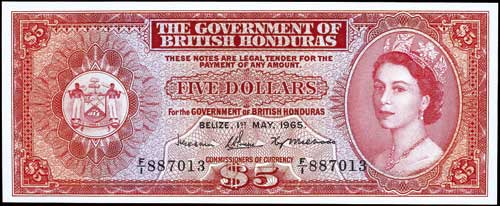 THE GOVERNMENT OF
BRITISH HONDURAS
$5 $5
THESE NOTES ARE LEGAL TENDER FOR THE
PAYMENT OF ANY AMOUNT.
FIVE DOLLARS
For the GOVERNMENT OF BRITISH HONDURAS
BELIZE, 1ST MAY, 1965
F/1 887013 F/1 887013
COMMISSIONERS OF CURRENCY
$5 $5 $5